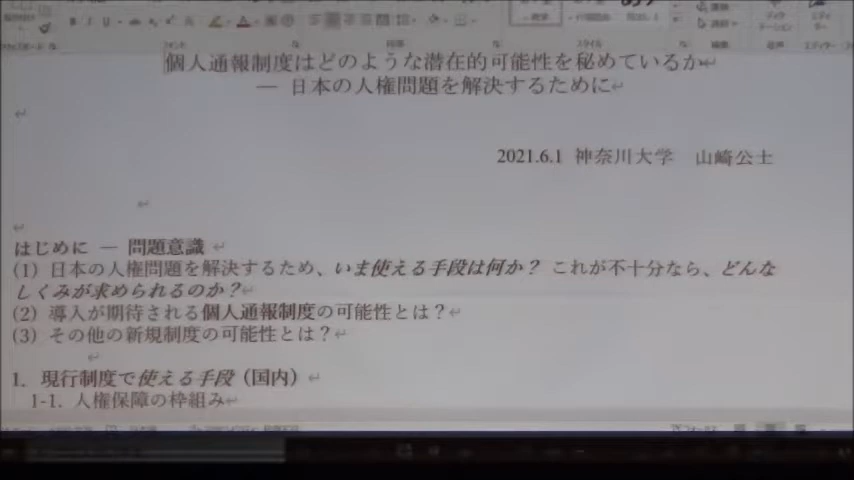 個人通報制度はどのような潜在的可能性を秘めているか
― 日本の人権問題を解決するために
2021.6.1 神奈川大学 山崎公士
はじめに ― 問題意識
(1) 日本の人権問題を解決するため、いま使える手段は何か? これが不十分なら、どんな
しくみが求められるのか?
(2) 導入が期待される個人通報制度の可能性とは?
(3) その他の新規制度の可能性とは?
1. 現行制度で使える手段（国内）
1-1. 人権保障の枠組み